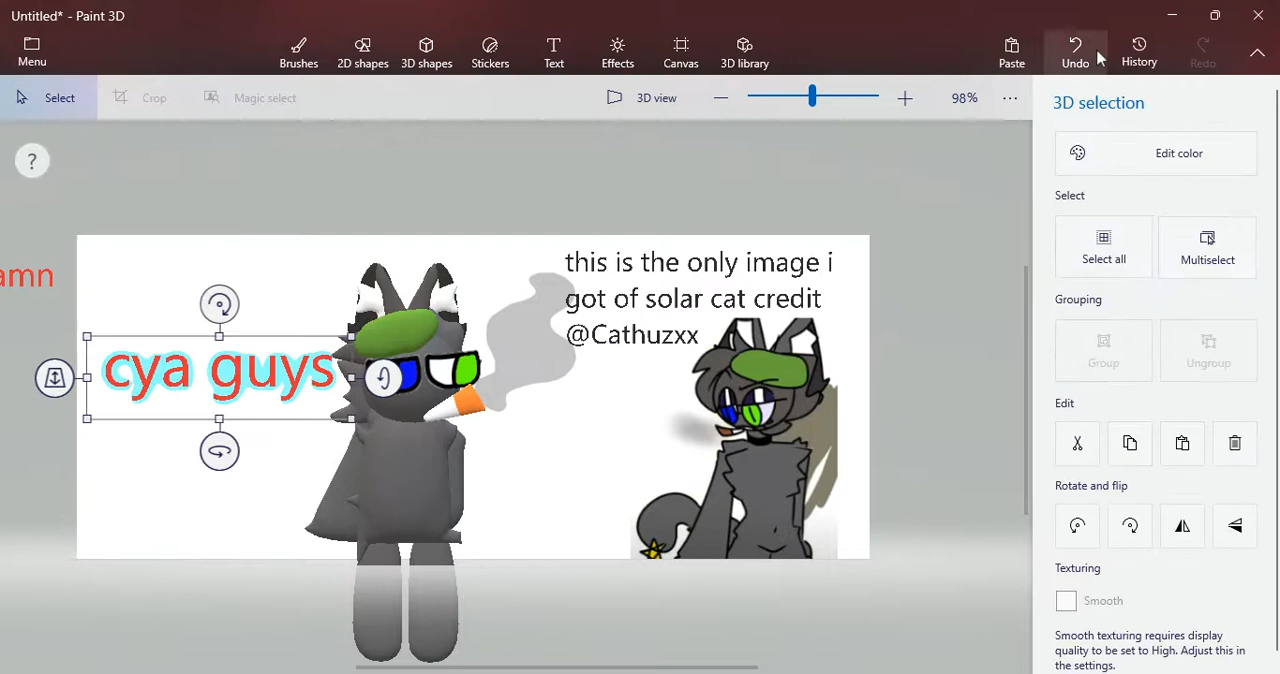 Untitled* - Paint 3D
Menu
Brushes
2D shapes
3D shapes
Stickers
Text
Effects
Canvas
3D library
Paste
Undo
History
Redo
Select
Crop
Magic select
3D view
98%
?
amn
cya guys
this is the only image i
got of solar cat credit
@Cathuzxx
3D selection
Edit color
Select
Select all
Multiselect
Grouping
Group
Ungroup
Edit
Rotate and flip
Texturing
Smooth
Smooth texturing requires display
quality to be set to High. Adjust this in
the settings.